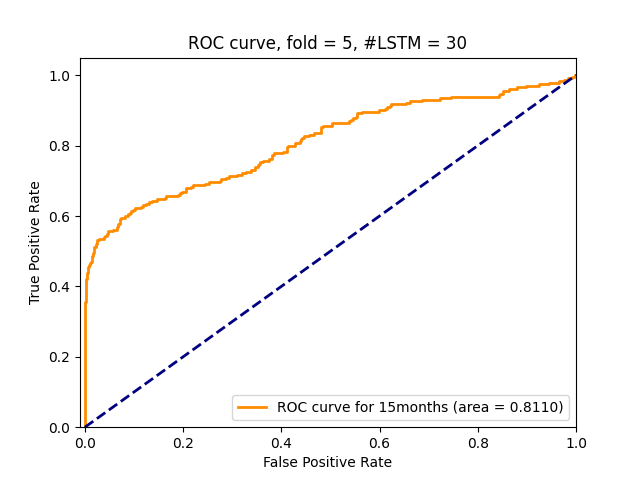 ROC curve, fold = 5, #LSTM = 30
True Positive Rate
1.0
0.8
0.6
0.4
0.2
0.0
ROC curve for 15months (area = 0.8110)
0.0 0.2 0.4 0.6 0.8 1.0
False Positive Rate